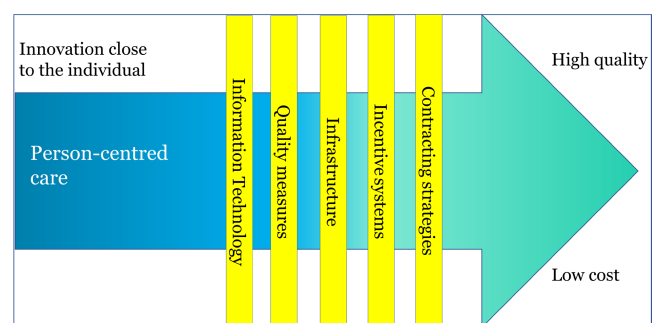 Innovation close
to the individual
Person-centred
care
Information Technology
Quality measures
Infrastructure
Incentive systems
Contracting strategies
High quality
Low cost